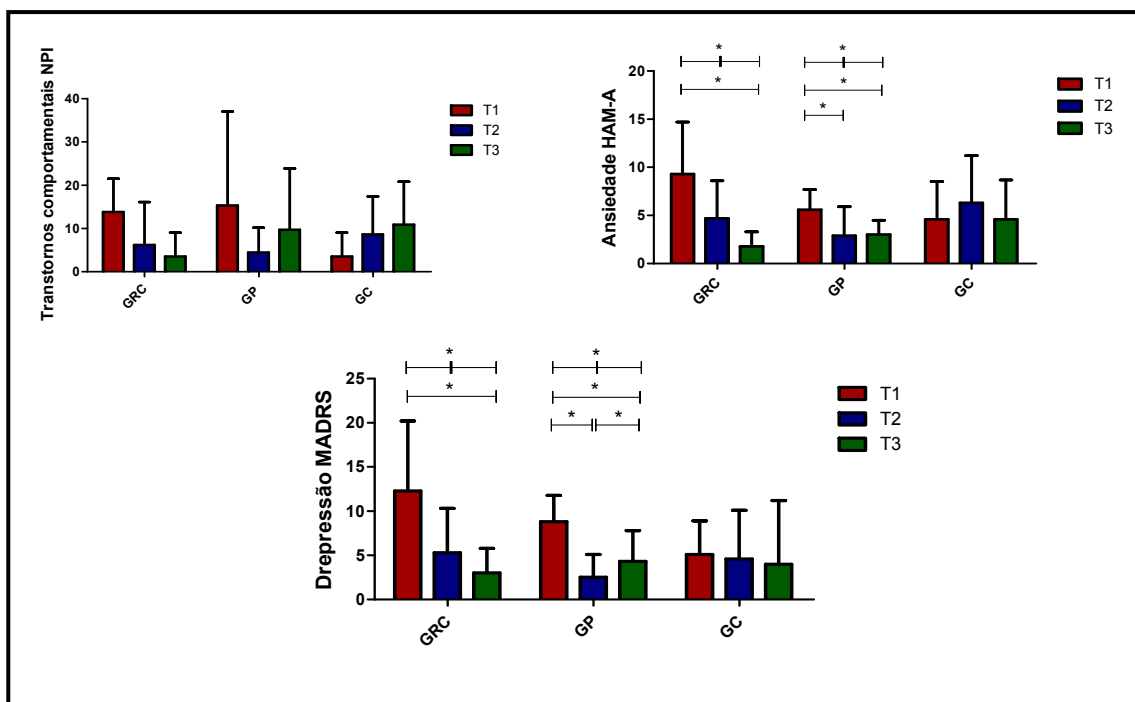 Transtornos comportamentais NPI
40
30
20
10
0
GRC
GP
GC
T1
T2
T3
Ansiedade HAM-A
20
15
10
5
0
* *
* *
*
GRC
GP
GC
T1
T2
T3
Drepressão MADRS
25
20
15
10
5
0
* *
* *
* *
GRC
GP
GC
T1
T2
T3